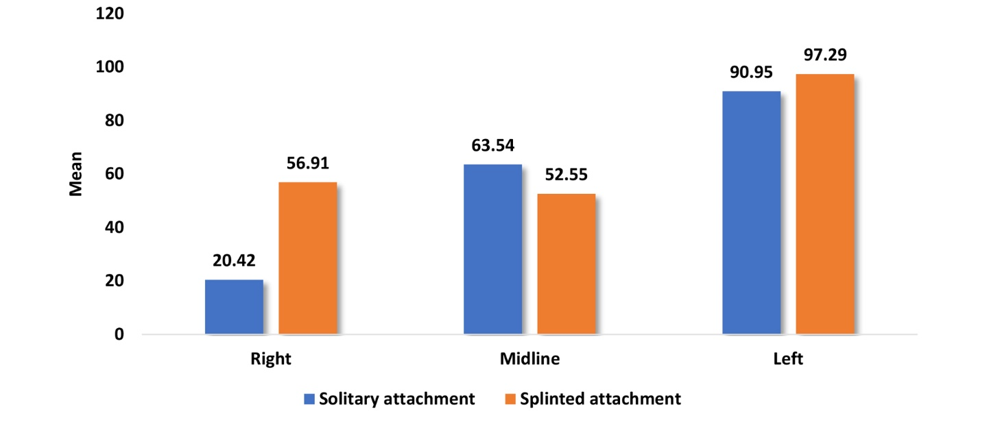 120
100
80
60
40
20
0
Mean
20.42
56.91
63.54
52.55
90.95
97.29
Right
Midline
Left
Solitary attachment
Splinted attachment